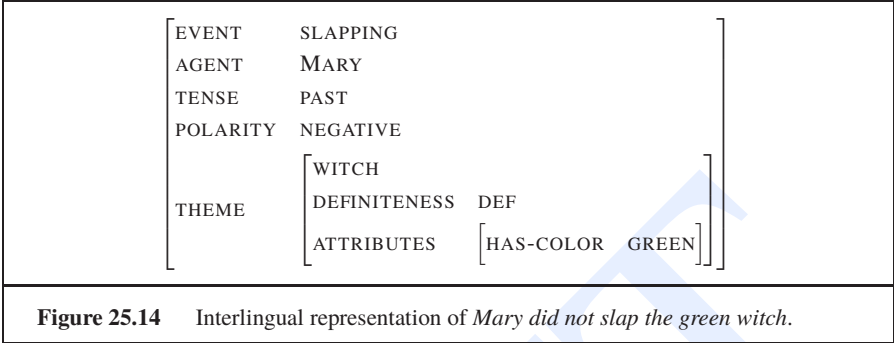 EVENT SLAPPING
AGENT MARY
TENSE PAST
POLARITY NEGATIVE
WITCH
THEME DEFINITENESS DEF
ATTRIBUTES [HAS-COLOR GREEN]
Figure 25.14 Interlingual representation of Mary did not slap the green witch.